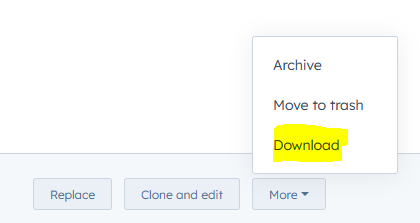 Archive
Move to trash
Download
Replace Clone and edit More